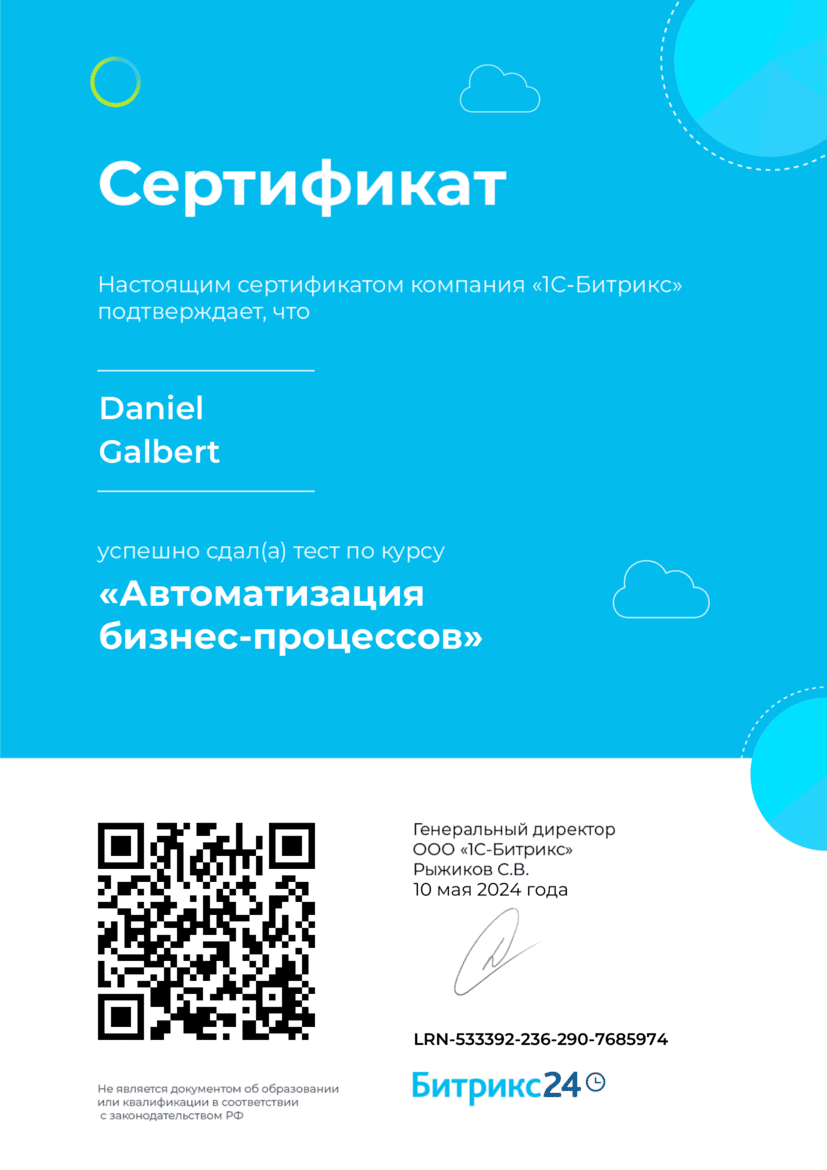 Сертификат
Настоящим сертификатом компания «1С-Битрикс»
подтверждает, что
Daniel
Galbert
успешно сдал(а) тест по курсу
«Автоматизация
бизнес-процессов»
Генеральный директор
ООО «1С-Битрикс»
Рыжиков С.В.
10 мая 2024 года
LRN-533392-236-290-7685974
Битрикс24
Не является документом об образовании
или квалификации в соответствии
с законодательством РФ